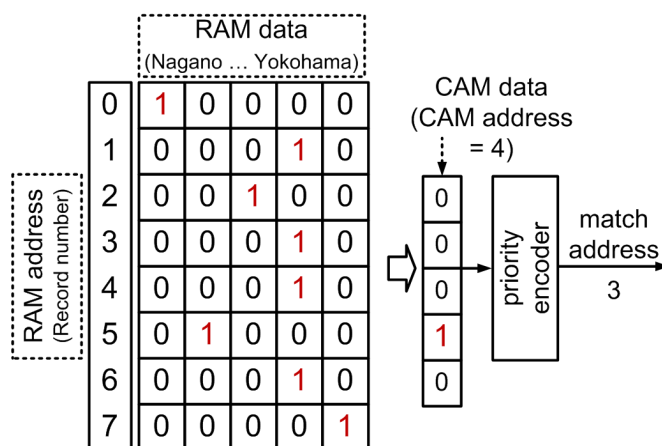 RAM data
(Nagano ... Yokohama)
CAM data
(CAM address
= 4)
RAM address
(Record number)
0 1 0 0 0 0
1 0 0 0 1 0
2 0 0 1 0 0
3 0 0 0 1 0
4 0 0 0 1 0
5 0 1 0 0 0
6 0 0 0 1 0
7 0 0 0 0 1
0
0
0
1
0
priority
encoder
match
address
3